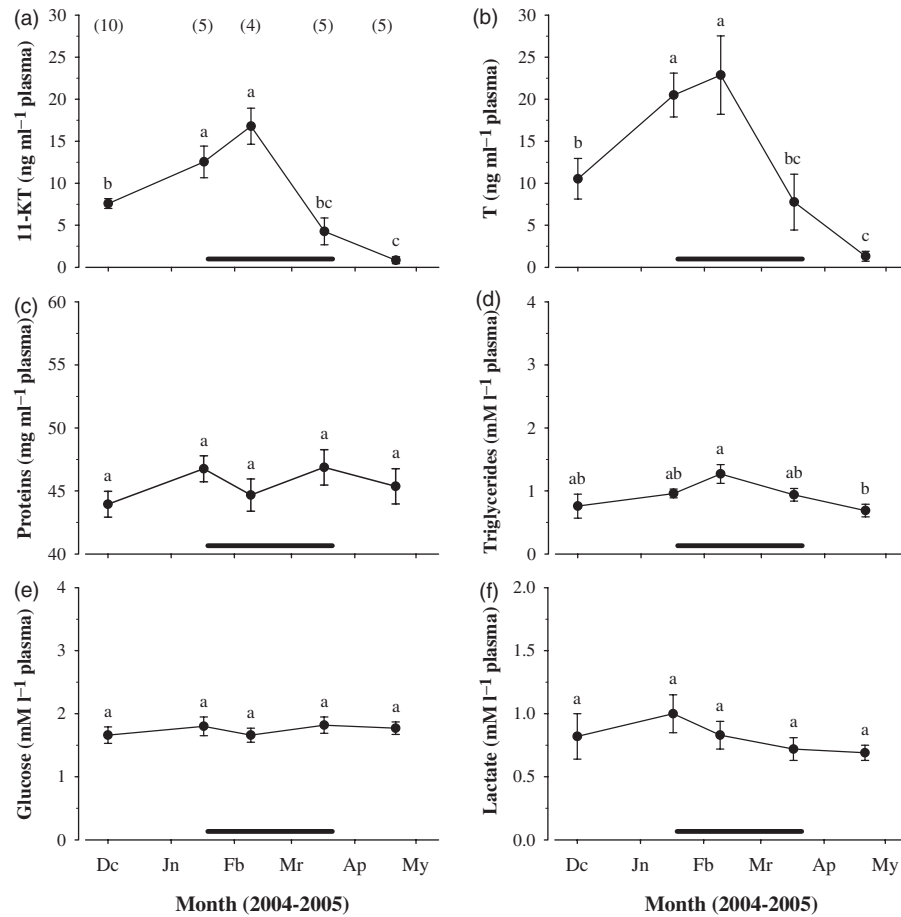 (a)
30
25
20
15
10
5
0
11-KT (ng ml⁻¹ plasma)
(10) (5) (4) (5) (5)
b a a bc c
(b)
30
25
20
15
10
5
0
T (ng ml⁻¹ plasma)
b a a bc c
(c)
60
55
50
45
40
Proteins (mg ml⁻¹ plasma)
a a a a a
(d)
4
3
2
1
0
Triglycerides (mM l⁻¹ plasma)
ab ab a ab b
(e)
4
3
2
1
0
Glucose (mM l⁻¹ plasma)
a a a a a
Dc Jn Fb Mr Ap My
Month (2004-2005)
(f)
2.0
1.5
1.0
0.5
0.0
Lactate (mM l⁻¹ plasma)
a a a a a
Dc Jn Fb Mr Ap My
Month (2004-2005)